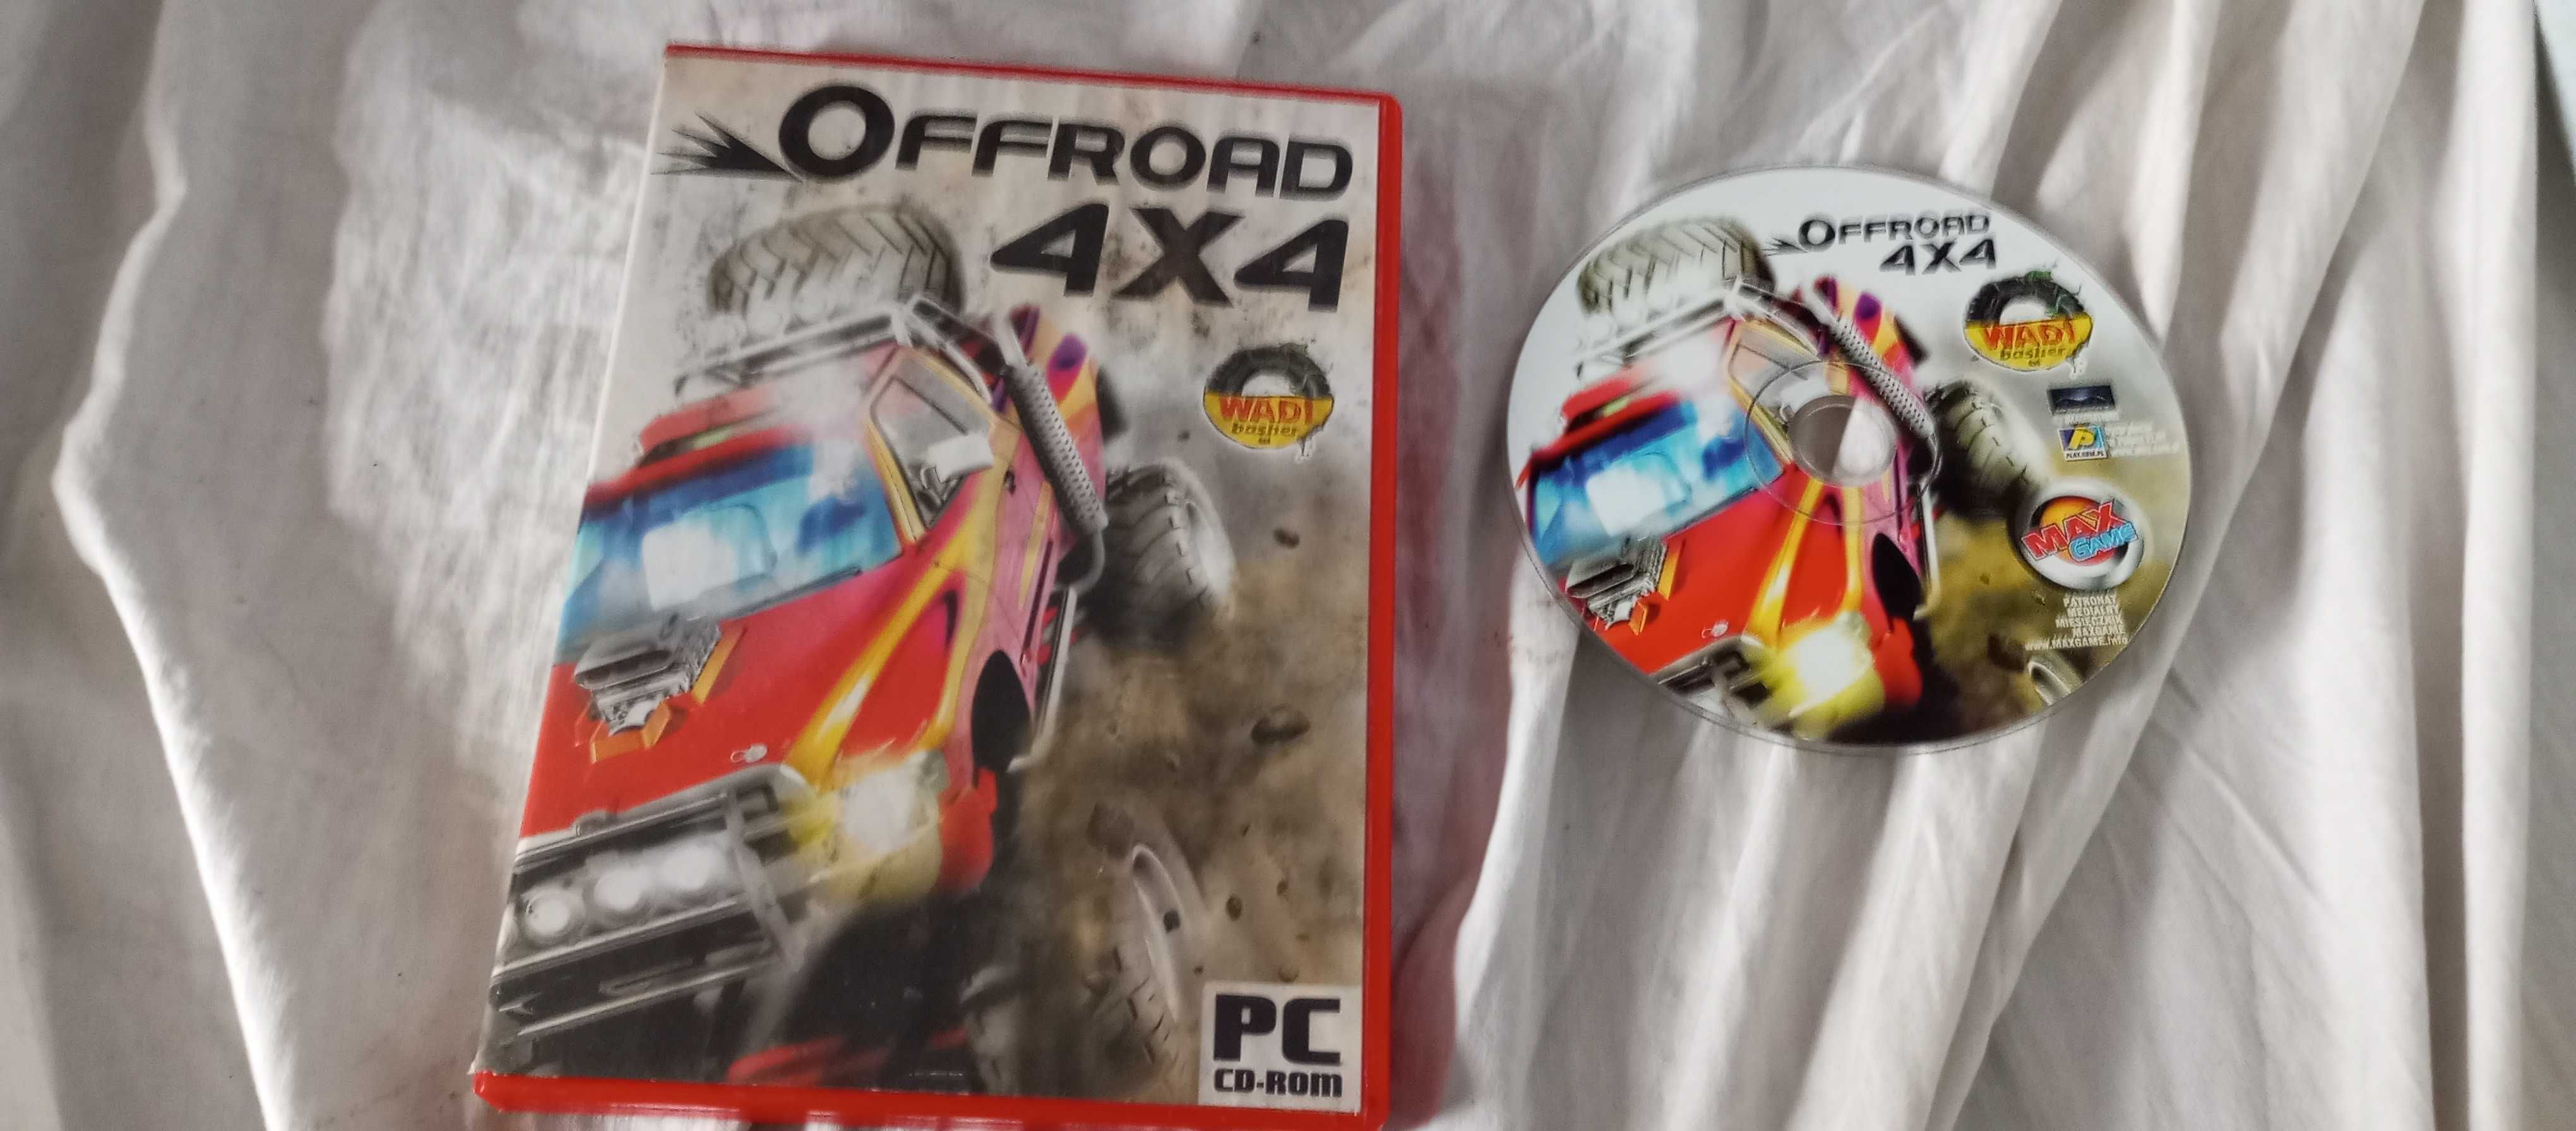 OFFROAD
4X4
WADI
basher
PC
CD-ROM
OFFROAD
4X4
WADI
basher
PLAY.COM.PL
MAX
GAME
PATRONAT
MEDIALNY
MIESIĘCZNIK
MAXGAME
www.MAXGAME.info